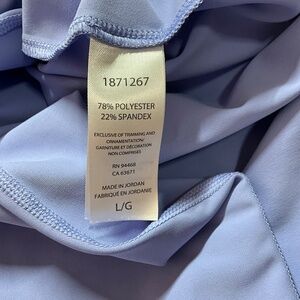 1871267
78% POLYESTER
22% SPANDEX
EXCLUSIVE OF TRIMMING AND
ORNAMENTATION/
GARNITURE ET DÉCORATION
NON COMPRISES
RN 94468
CA 63671
MADE IN JORDAN
FABRIQUÉ EN JORDANIE
L/G